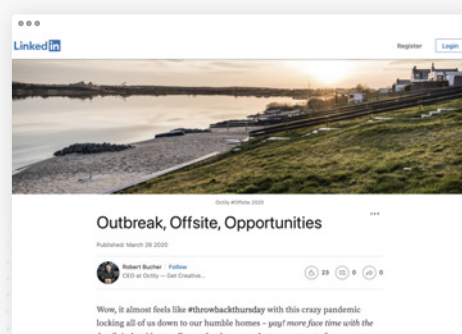 Linked in
Register Login
Octily, #Offsite 2020
Outbreak, Offsite, Opportunities
Published: March 26 2020
Robert Bucher Follow
CEO at Octily — Get Creative...
23 0 0
Wow, it almost feels like #throwbackthursday with this crazy pandemic
locking all of us down to our humble homes – yay! more face time with the